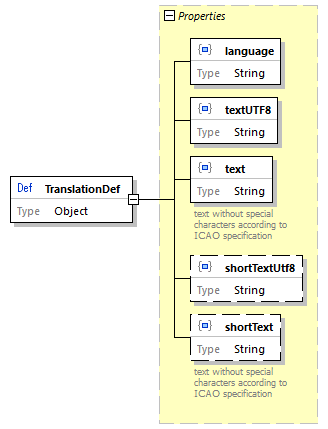 Properties
language
Type String
textUTF8
Type String
text
Type String
text without special
characters according to
ICAO specification
Def TranslationDef
Type Object
shortTextUtf8
Type String
shortText
Type String
text without special
characters according to
ICAO specification